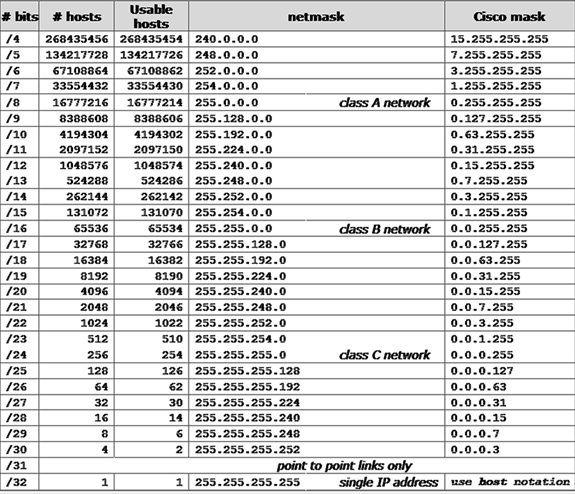 # bits # hosts Usable hosts netmask Cisco mask
/4 268435456 268435454 240.0.0.0 15.255.255.255
/5 134217728 134217726 248.0.0.0 7.255.255.255
/6 67108864 67108862 252.0.0.0 3.255.255.255
/7 33554432 33554430 254.0.0.0 1.255.255.255
/8 16777216 16777214 255.0.0.0 class A network 0.255.255.255
/9 8388608 8388606 255.128.0.0 0.127.255.255
/10 4194304 4194302 255.192.0.0 0.63.255.255
/11 2097152 2097150 255.224.0.0 0.31.255.255
/12 1048576 1048574 255.240.0.0 0.15.255.255
/13 524288 524286 255.248.0.0 0.7.255.255
/14 262144 262142 255.252.0.0 0.3.255.255
/15 131072 131070 255.254.0.0 0.1.255.255
/16 65536 65534 255.255.0.0 class B network 0.0.255.255
/17 32768 32766 255.255.128.0 0.0.127.255
/18 16384 16382 255.255.192.0 0.0.63.255
/19 8192 8190 255.255.224.0 0.0.31.255
/20 4096 4094 255.255.240.0 0.0.15.255
/21 2048 2046 255.255.248.0 0.0.7.255
/22 1024 1022 255.255.252.0 0.0.3.255
/23 512 510 255.255.254.0 0.0.1.255
/24 256 254 255.255.255.0 class C network 0.0.0.255
/25 128 126 255.255.255.128 0.0.0.127
/26 64 62 255.255.255.192 0.0.0.63
/27 32 30 255.255.255.224 0.0.0.31
/28 16 14 255.255.255.240 0.0.0.15
/29 8 6 255.255.255.248 0.0.0.7
/30 4 2 255.255.255.252 0.0.0.3
/31 point to point links only
/32 1 1 255.255.255.255 single IP address use host notation